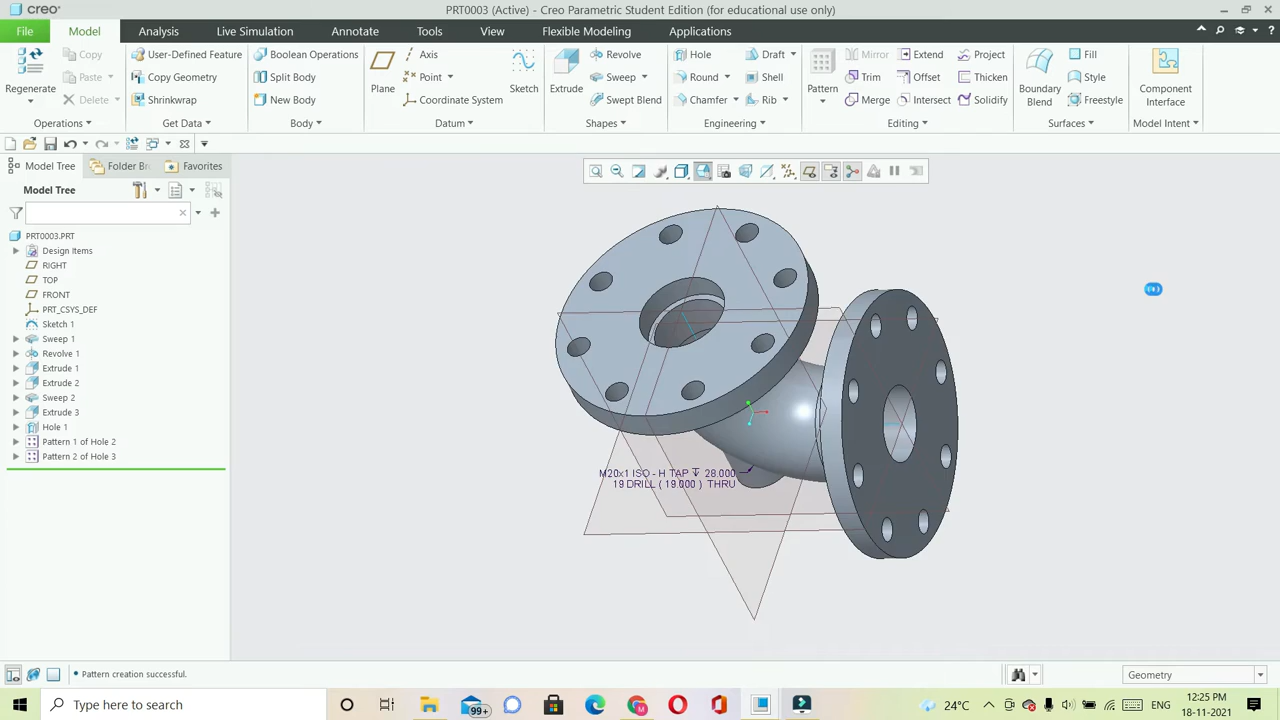 creo
PRT0003 (Active) - Creo Parametric Student Edition (for educational use only)
File Model Analysis Live Simulation Annotate Tools View Flexible Modeling Applications
Regenerate
Copy
Paste
Delete
Operations
User-Defined Feature
Copy Geometry
Shrinkwrap
Get Data
Boolean Operations
Split Body
New Body
Body
Plane
Axis
Point
Coordinate System
Sketch
Datum
Extrude
Revolve
Sweep
Swept Blend
Shapes
Hole
Round
Chamfer
Draft
Shell
Rib
Engineering
Pattern
Mirror
Trim
Merge
Extend
Offset
Intersect
Project
Thicken
Solidify
Editing
Boundary
Blend
Fill
Style
Freestyle
Surfaces
Component
Interface
Model Intent
Model Tree
Folder Br
Favorites
Model Tree
PRT0003.PRT
Design Items
RIGHT
TOP
FRONT
PRT_CSYS_DEF
Sketch 1
Sweep 1
Revolve 1
Extrude 1
Extrude 2
Sweep 2
Extrude 3
Hole 1
Pattern 1 of Hole 2
Pattern 2 of Hole 3
M20x1 ISO - H TAP ↧ 28.000
19 DRILL ( 19.000 ) THRU
• Pattern creation successful.
Geometry
Type here to search
99+
24°C
ENG
12:25 PM
18-11-2021